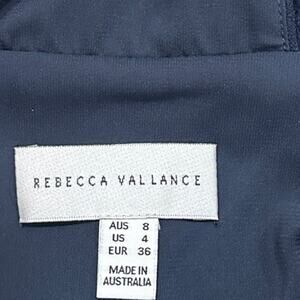 REBECCA VALLANCE
AUS 8
US 4
EUR 36
MADE IN
AUSTRALIA